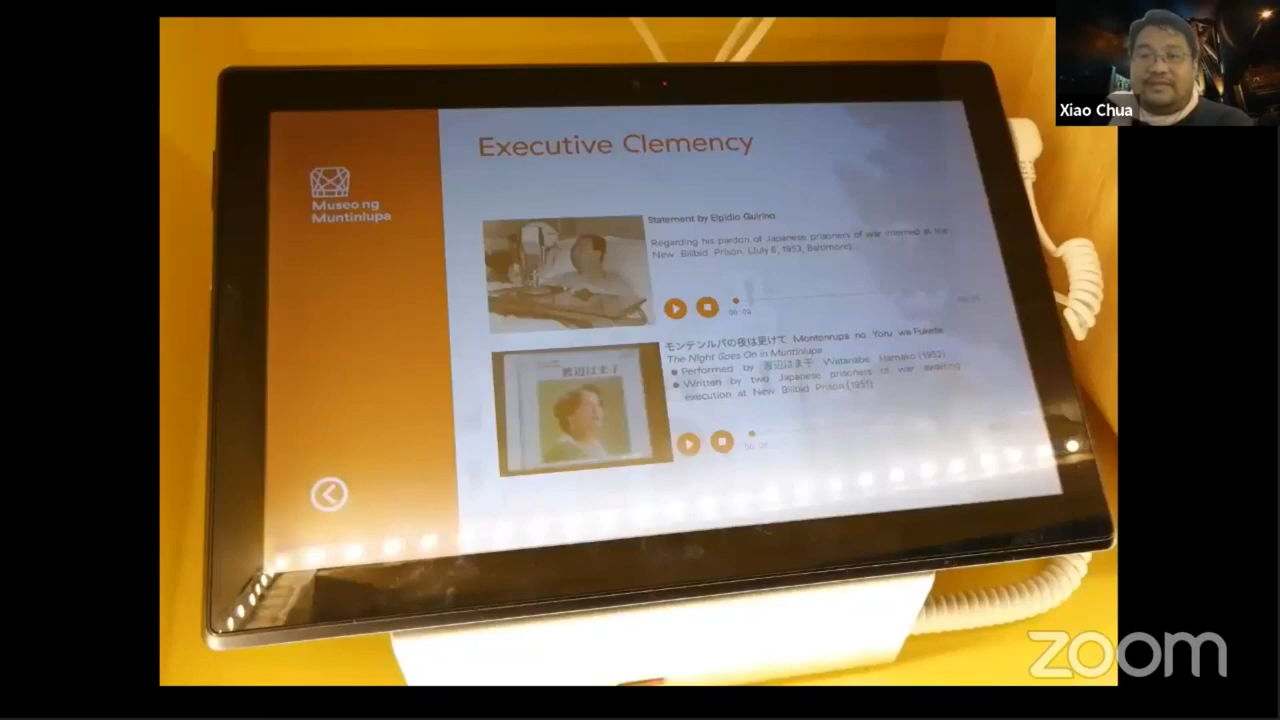 Xiao Chua
Executive Clemency
Museo ng
Muntinlupa
Statement by Elpidio Quirino
Regarding his pardon of Japanese prisoners of war interned at the
New Bilibid Prison. (July 6, 1953, Baltimore)
モンテンルパの夜は更けて Montenrupa no Yoru wa Fukete
The Night Goes On in Muntinlupa
● Performed by 渡辺はま子 Watanabe Hamako (1952)
● Written by two Japanese prisoners of war awaiting
execution at New Bilibid Prison (1951)
渡辺はま子
zoom